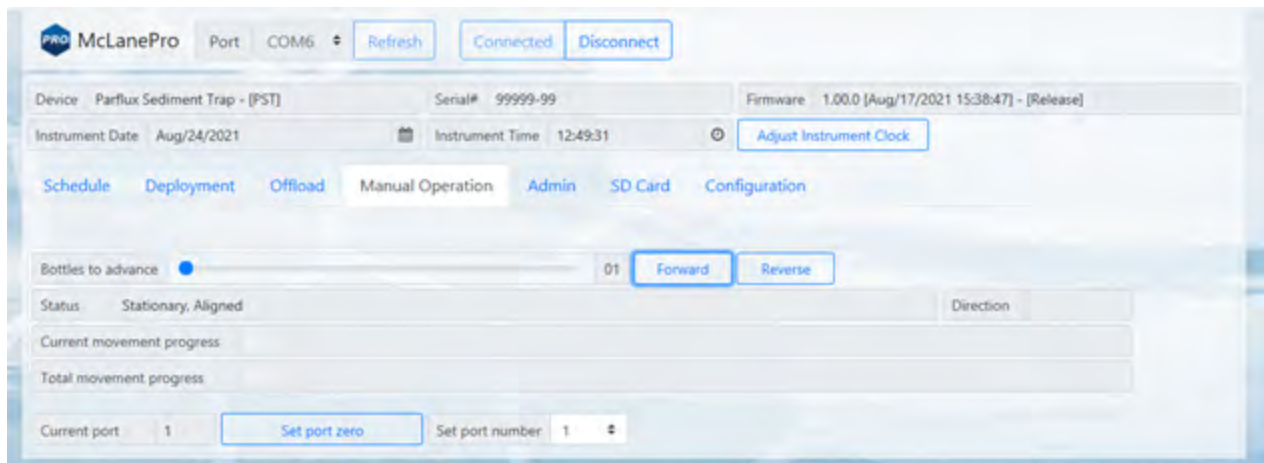 PRO McLanePro Port COM6 Refresh Connected Disconnect
Device Parflux Sediment Trap - [PST] Serial# 99999-99 Firmware 1.00.0 [Aug/17/2021 15:38:47] - [Release]
Instrument Date Aug/24/2021 Instrument Time 12:49:31 Adjust Instrument Clock
Schedule Deployment Offload Manual Operation Admin SD Card Configuration
Bottles to advance 01 Forward Reverse
Status Stationary, Aligned Direction
Current movement progress
Total movement progress
Current port 1 Set port zero Set port number 1